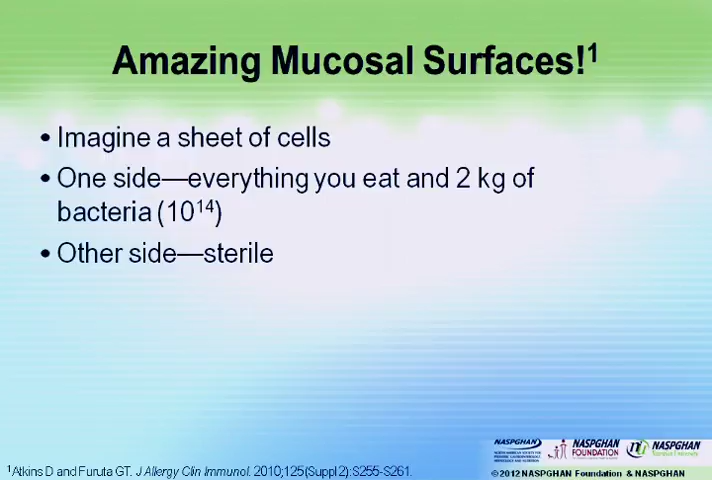 Amazing Mucosal Surfaces!¹
• Imagine a sheet of cells
• One side—everything you eat and 2 kg of
bacteria (10¹⁴)
• Other side—sterile
NASPGHAN
NASPGHAN
FOUNDATION
NASPGHAN
¹Atkins D and Furuta GT. J Allergy Clin Immunol. 2010;125(Suppl 2):S255-S261.
©2012 NASPGHAN Foundation & NASPGHAN